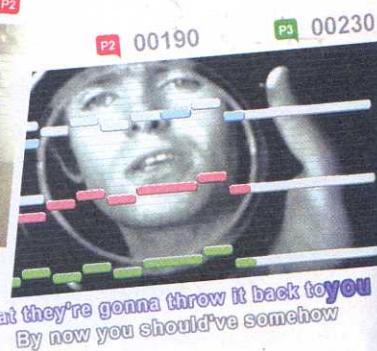 P2
P2 00190
P3 00230
at they're gonna throw it back to you
By now you should've somehow